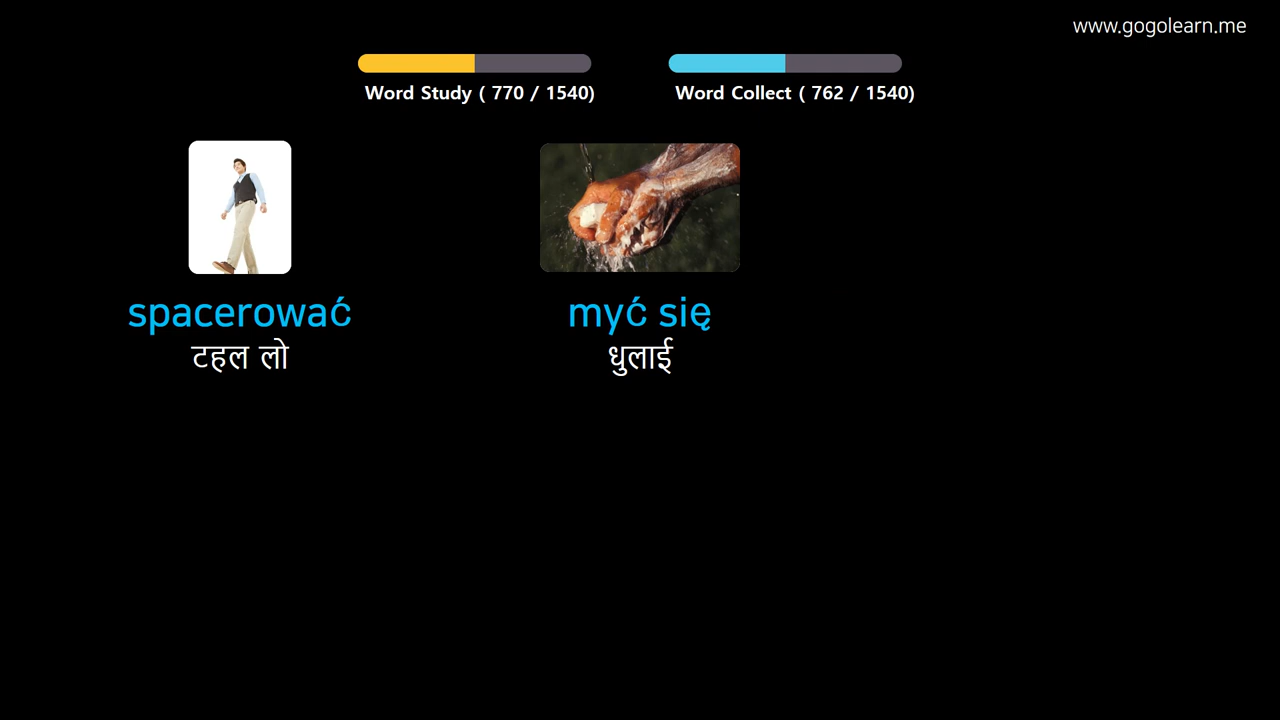 www.gogolearn.me
Word Study ( 770 / 1540)
Word Collect ( 762 / 1540)
spacerować
टहल लो
myć się
धुलाई